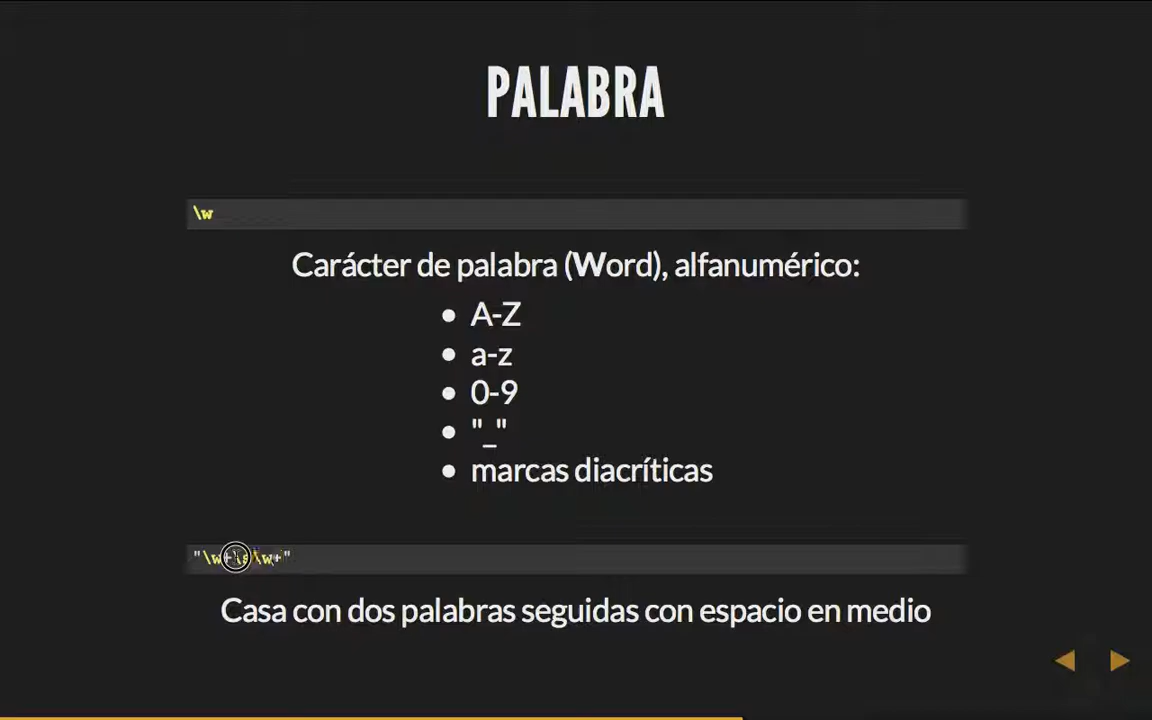 PALABRA
\w
Carácter de palabra (Word), alfanumérico:
A-Z
a-z
0-9
"_"
marcas diacríticas
"\w+\s\w+"
Casa con dos palabras seguidas con espacio en medio